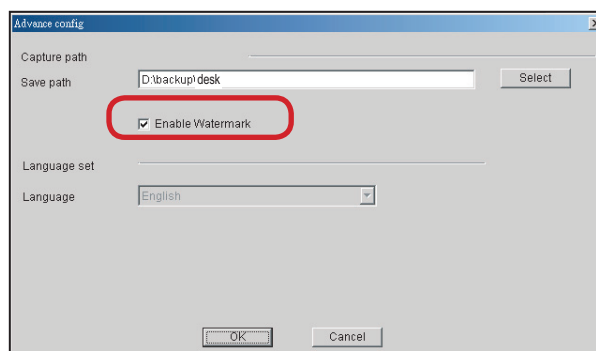 Advance config
Capture path
Save path D:\backup\desk Select
Enable Watermark
Language set
Language English
OK Cancel